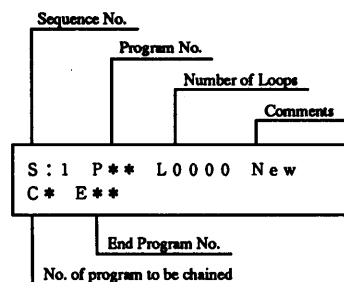 Sequence No.
Program No.
Number of Loops
Comments
S:1 P** L0000 New
C* E**
End Program No.
No. of program to be chained